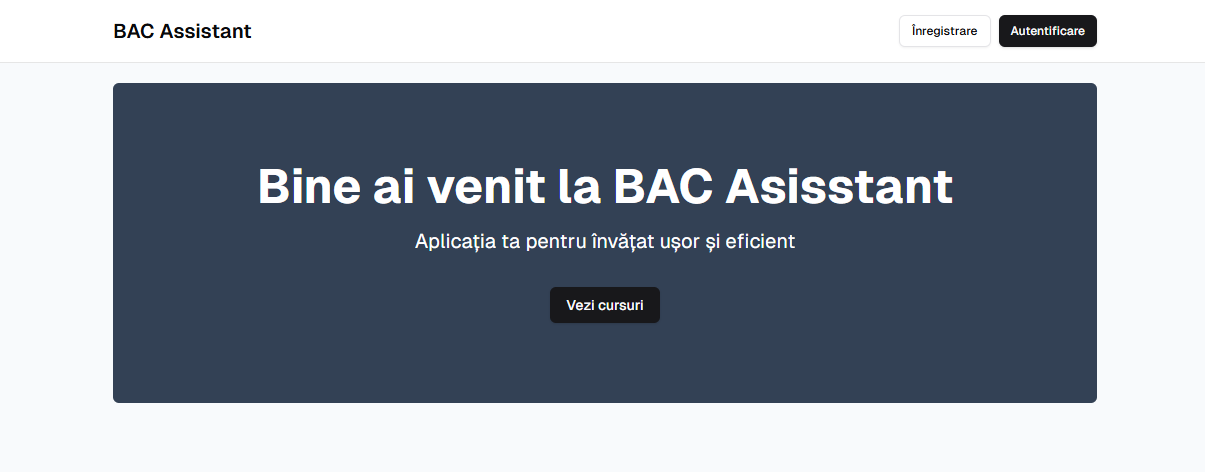 BAC Assistant
Înregistrare
Autentificare
Bine ai venit la BAC Asisstant
Aplicația ta pentru învățat ușor și eficient
Vezi cursuri